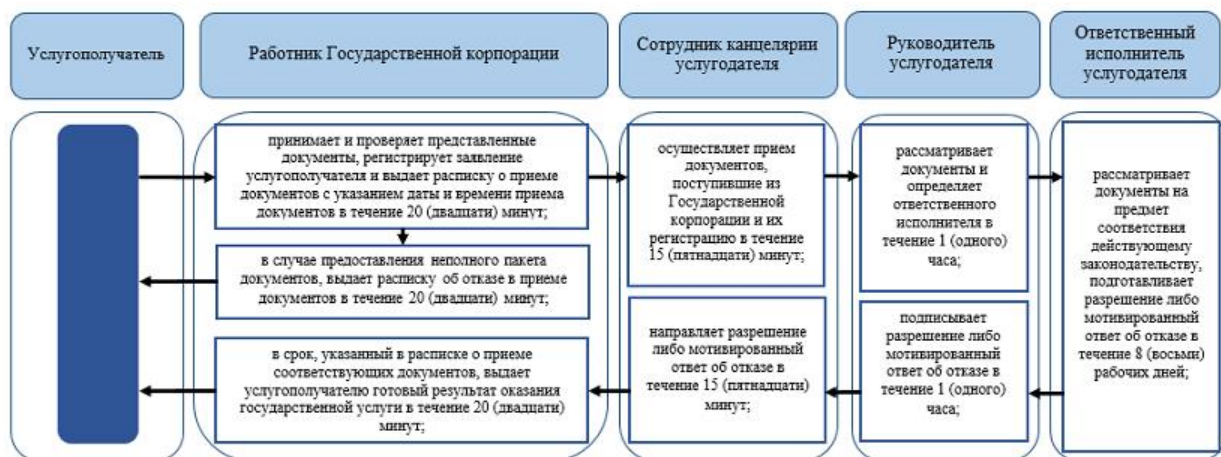 Услугополучатель
Работник Государственной корпорации
Сотрудник канцелярии
услугодателя
Руководитель
услугодателя
Ответственный
исполнитель
услугодателя
принимает и проверяет представленные
документы, регистрирует заявление
услугополучателя и выдает расписку о приеме
документов с указанием даты и времени приема
документов в течение 20 (двадцати) минут;
в случае предоставления неполного пакета
документов, выдает расписку об отказе в приеме
документов в течение 20 (двадцати) минут;
в срок, указанный в расписке о приеме
соответствующих документов, выдает
услугополучателю готовый результат оказания
государственной услуги в течение 20 (двадцати)
минут;
осуществляет прием
документов,
поступившие из
Государственной
корпорации и их
регистрацию в течение
15 (пятнадцати) минут;
направляет разрешение
либо мотивированный
ответ об отказе в
течение 15 (пятнадцати)
минут;
рассматривает
документы и
определяет
ответственного
исполнителя в
течение 1 (одного)
часа;
подписывает
разрешение либо
мотивированный
ответ об отказе в
течение 1 (одного)
часа;
рассматривает
документы на
предмет
соответствия
действующему
законодательству,
подготавливает
разрешение либо
мотивированный
ответ об отказе в
течение 8 (восьми)
рабочих дней;